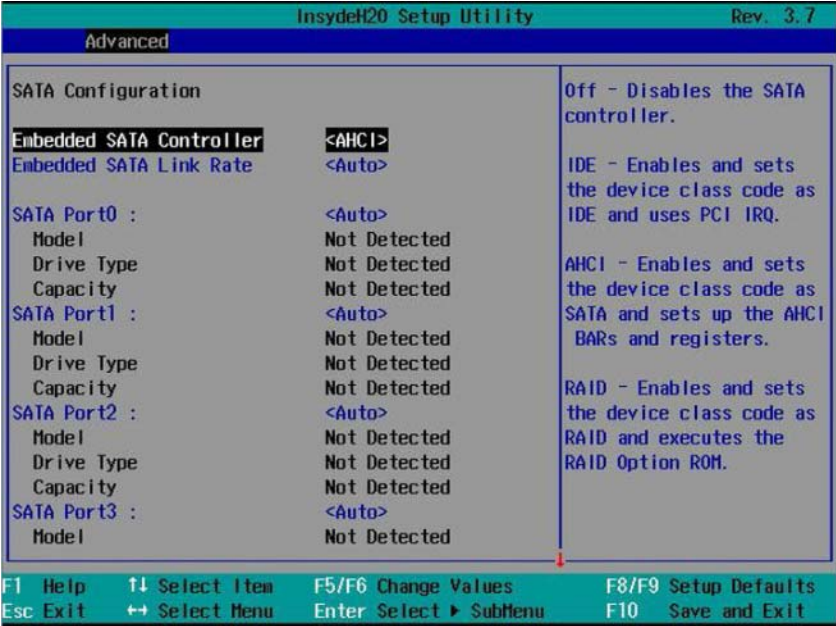 InsydeH20 Setup Utility Rev. 3.7
Advanced
SATA Configuration
Embedded SATA Controller <AHCI>
Embedded SATA Link Rate <Auto>
SATA Port0 : <Auto>
Model Not Detected
Drive Type Not Detected
Capacity Not Detected
SATA Port1 : <Auto>
Model Not Detected
Drive Type Not Detected
Capacity Not Detected
SATA Port2 : <Auto>
Model Not Detected
Drive Type Not Detected
Capacity Not Detected
SATA Port3 : <Auto>
Model Not Detected
Off - Disables the SATA
controller.
IDE - Enables and sets
the device class code as
IDE and uses PCI IRQ.
AHCI - Enables and sets
the device class code as
SATA and sets up the AHCI
BARs and registers.
RAID - Enables and sets
the device class code as
RAID and executes the
RAID Option ROM.
F1 Help ↑↓ Select Item F5/F6 Change Values F8/F9 Setup Defaults
Esc Exit ↔ Select Menu Enter Select ▶ SubMenu F10 Save and Exit